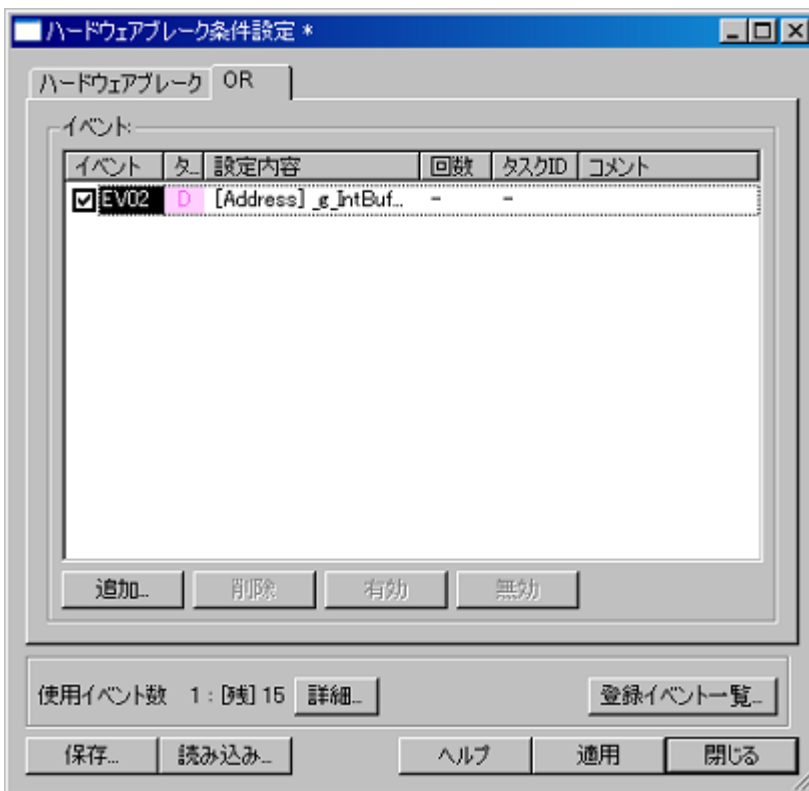 ハードウェアブレーク条件設定 *
ハードウェアブレーク OR
イベント:
イベント タ... 設定内容 回数 タスクID コメント
EV02 D [Address] _g_IntBuf... - -
追加... 削除 有効 無効
使用イベント数 1 : [残] 15 詳細... 登録イベント一覧...
保存... 読み込み... ヘルプ 適用 閉じる